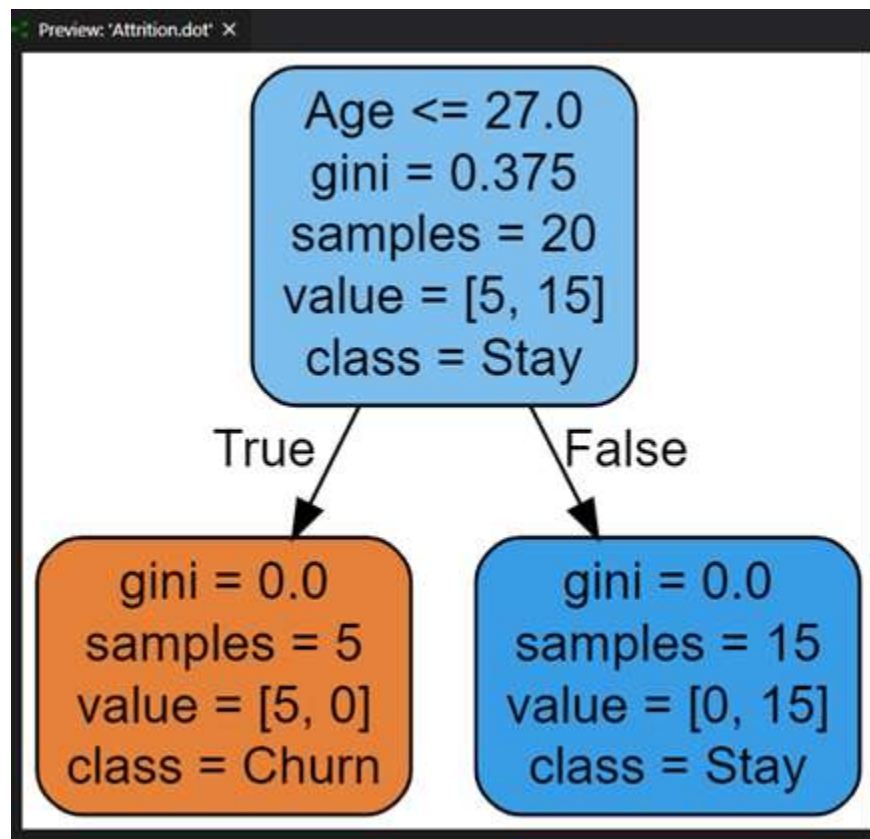 Preview: 'Attrition.dot' ×
Age <= 27.0
gini = 0.375
samples = 20
value = [5, 15]
class = Stay
True
False
gini = 0.0
samples = 5
value = [5, 0]
class = Churn
gini = 0.0
samples = 15
value = [0, 15]
class = Stay